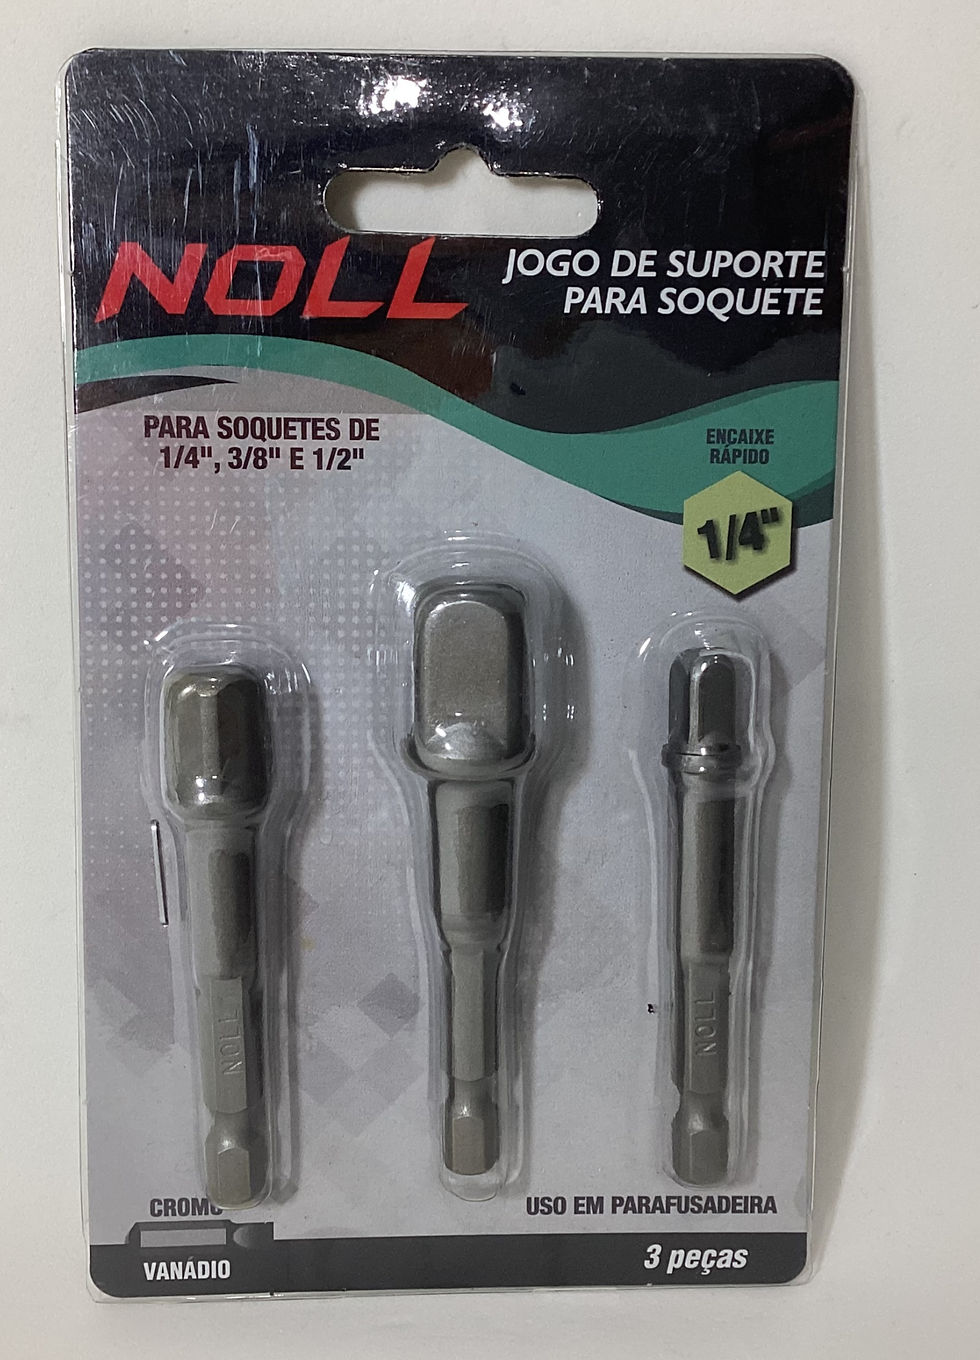 NOLL
JOGO DE SUPORTE
PARA SOQUETE
PARA SOQUETES DE
1/4", 3/8" E 1/2"
ENCAIXE
RÁPIDO
1/4"
NOLL
NOLL
CROMO
VANÁDIO
USO EM PARAFUSADEIRA
3 peças